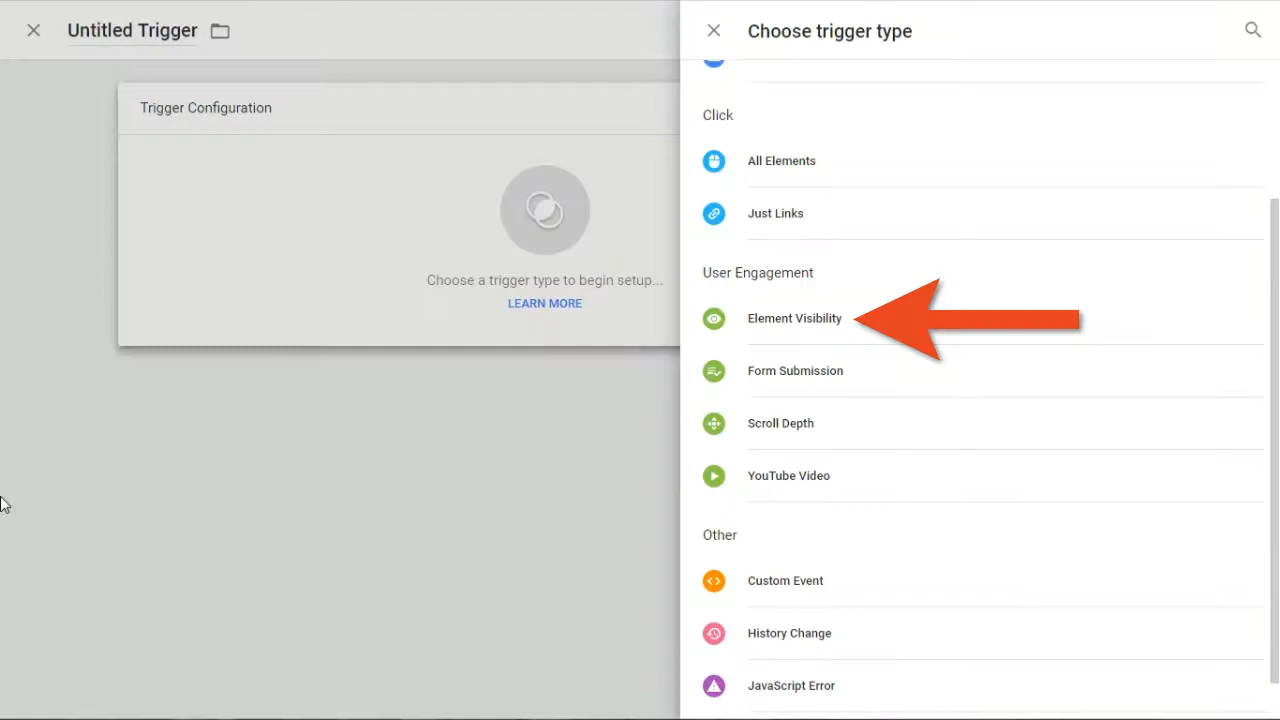 Untitled Trigger
Choose trigger type
Trigger Configuration
Choose a trigger type to begin setup...
LEARN MORE
Click
All Elements
Just Links
User Engagement
Element Visibility
Form Submission
Scroll Depth
YouTube Video
Other
Custom Event
History Change
JavaScript Error